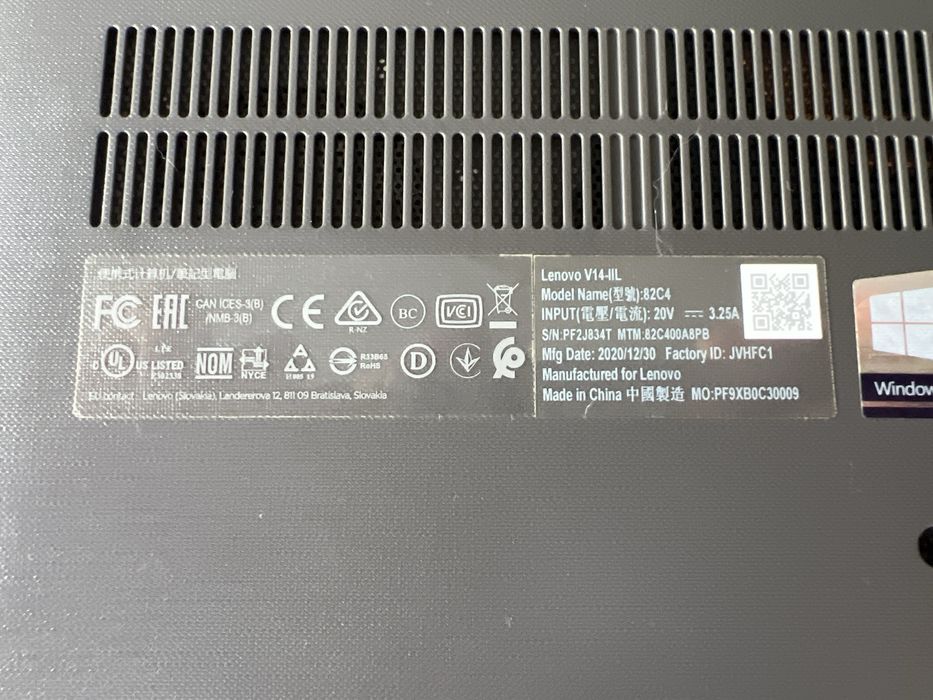 便携式计算机/筆記型電腦
FC EAC CAN ICES-3(B)
/NMB-3(B)
CE
R-NZ
BC
VCI
c UL US LISTED
NOM
NYCE
R33B65
RoHS
D
EU contact : Lenovo (Slovakia), Landererova 12, 811 09 Bratislava, Slovakia
Lenovo V14-IIL
Model Name(型號):82C4
INPUT(電壓/電流): 20V ⎓ 3.25A
S/N:PF2J834T MTM:82C400A8PB
Mfg Date: 2020/12/30 Factory ID: JVHFC1
Manufactured for Lenovo
Made in China 中國製造 MO:PF9XB0C30009